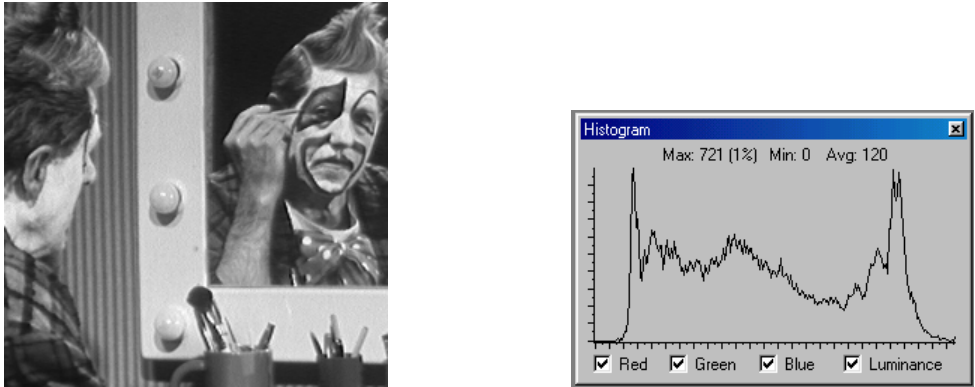 Histogram
Max: 721 (1%) Min: 0 Avg: 120
Red Green Blue Luminance